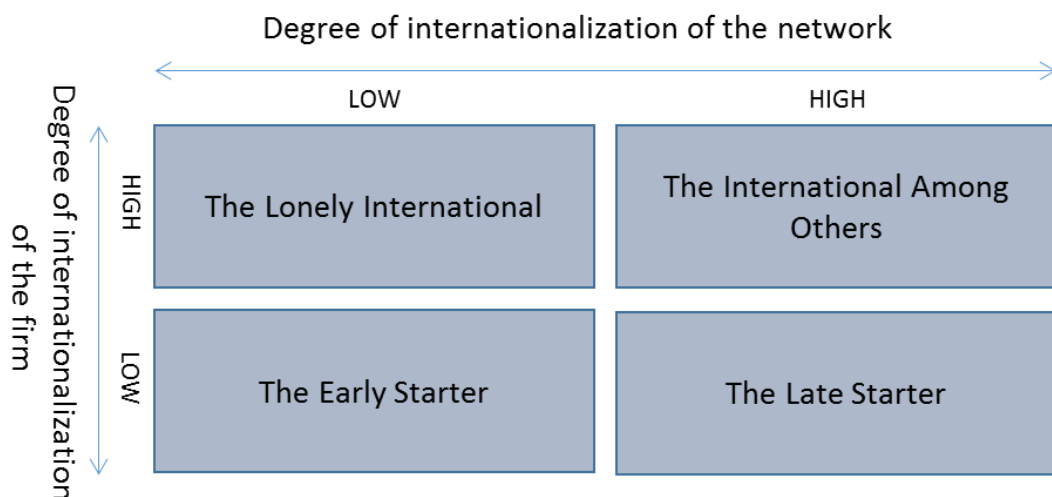 Degree of internationalization of the network
LOW
HIGH
Degree of internationalization
of the firm
HIGH
LOW
The Lonely International
The International Among
Others
The Early Starter
The Late Starter